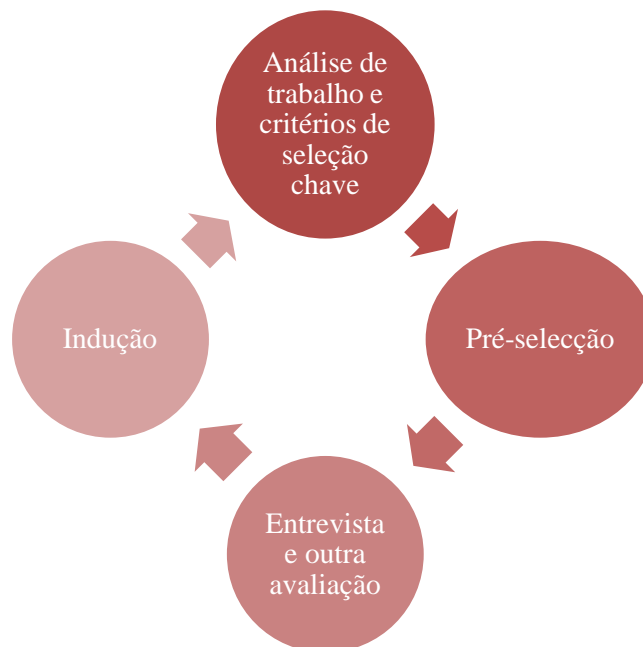 Análise de
trabalho e
critérios de
seleção
chave
Pré-selecção
Entrevista
e outra
avaliação
Indução